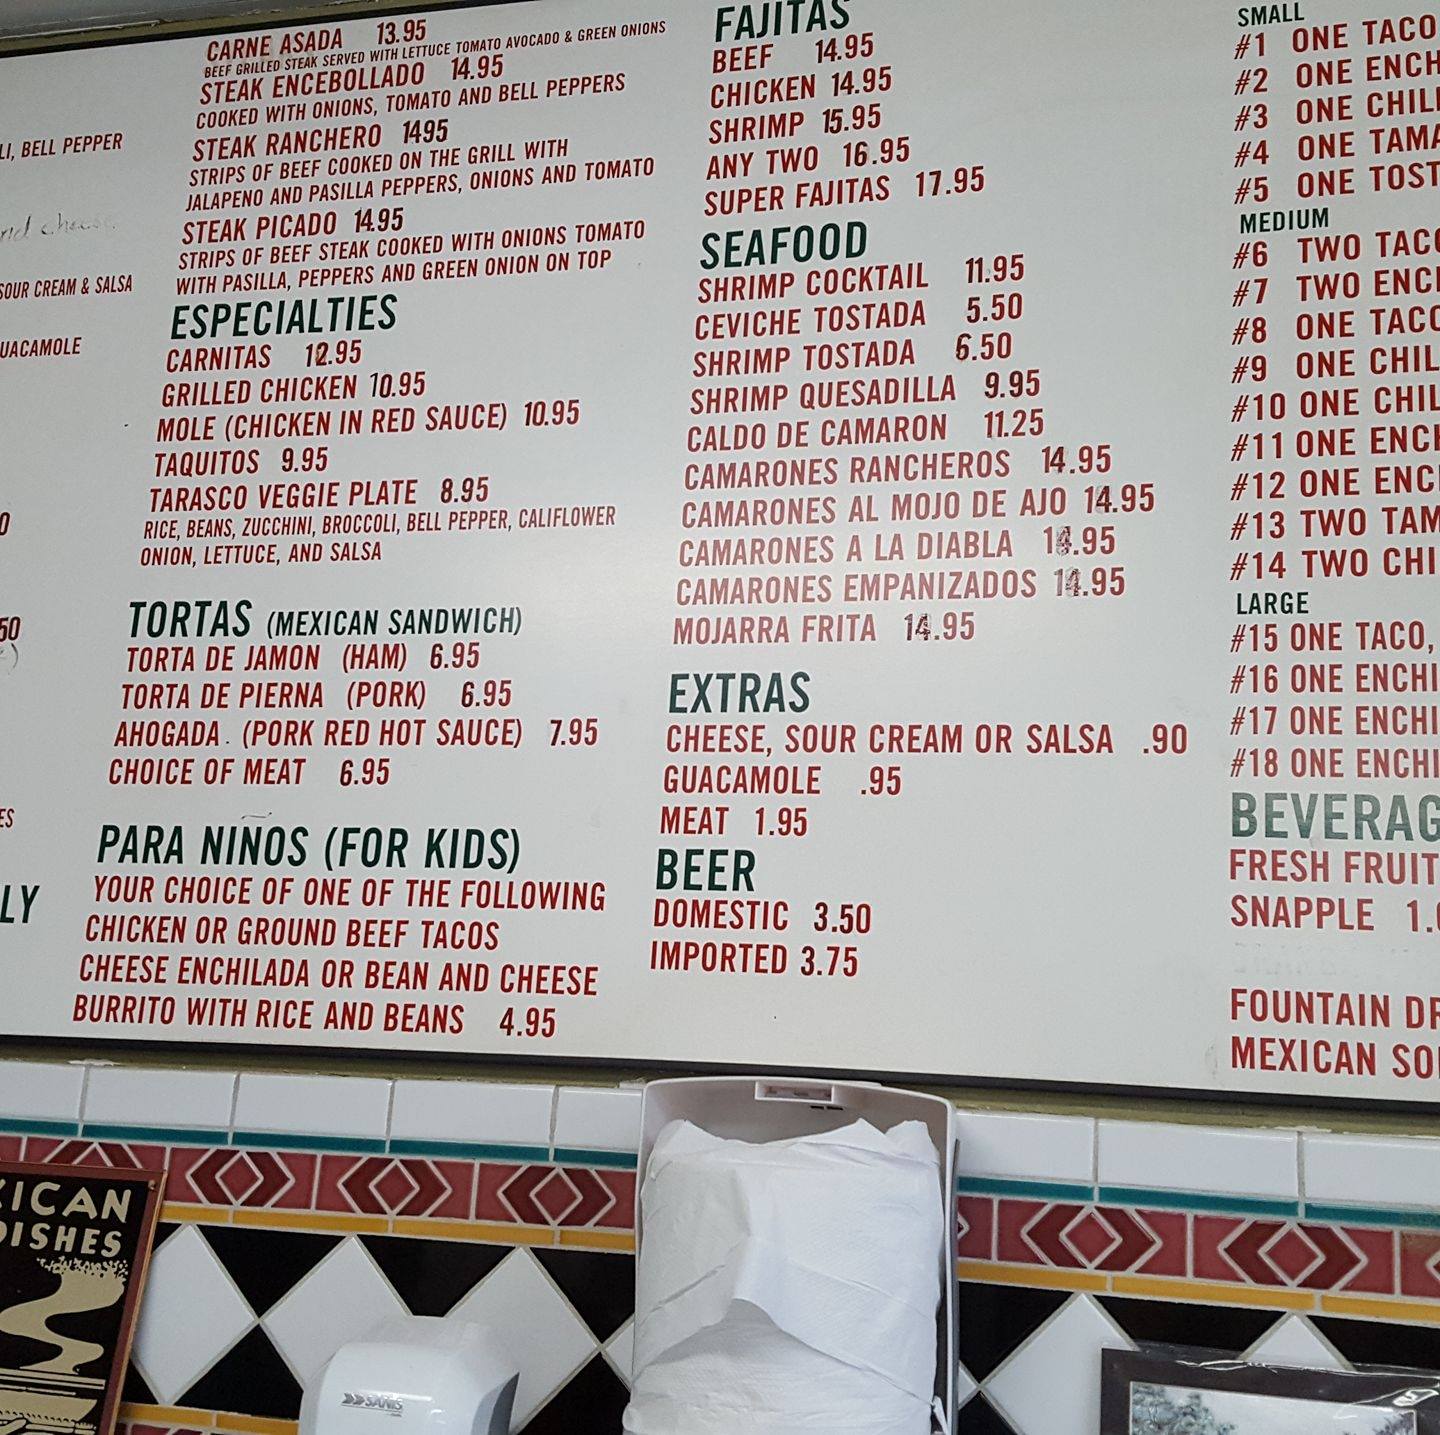 LI, BELL PEPPER
SOUR CREAM & SALSA
UACAMOLE
0
50
ES
LY
CARNE ASADA 13.95
BEEF GRILLED STEAK SERVED WITH LETTUCE TOMATO AVOCADO & GREEN ONIONS
STEAK ENCEBOLLADO 14.95
COOKED WITH ONIONS, TOMATO AND BELL PEPPERS
STEAK RANCHERO 1495
STRIPS OF BEEF COOKED ON THE GRILL WITH
JALAPENO AND PASILLA PEPPERS, ONIONS AND TOMATO
STEAK PICADO 14.95
STRIPS OF BEEF STEAK COOKED WITH ONIONS TOMATO
WITH PASILLA, PEPPERS AND GREEN ONION ON TOP
ESPECIALTIES
CARNITAS 12.95
GRILLED CHICKEN 10.95
MOLE (CHICKEN IN RED SAUCE) 10.95
TAQUITOS 9.95
TARASCO VEGGIE PLATE 8.95
RICE, BEANS, ZUCCHINI, BROCCOLI, BELL PEPPER, CALIFLOWER
ONION, LETTUCE, AND SALSA
TORTAS (MEXICAN SANDWICH)
TORTA DE JAMON (HAM) 6.95
TORTA DE PIERNA (PORK) 6.95
AHOGADA. (PORK RED HOT SAUCE) 7.95
CHOICE OF MEAT 6.95
PARA NIÑOS (FOR KIDS)
YOUR CHOICE OF ONE OF THE FOLLOWING
CHICKEN OR GROUND BEEF TACOS
CHEESE ENCHILADA OR BEAN AND CHEESE
BURRITO WITH RICE AND BEANS 4.95
FAJITAS
BEEF 14.95
CHICKEN 14.95
SHRIMP 15.95
ANY TWO 16.95
SUPER FAJITAS 17.95
SEAFOOD
SHRIMP COCKTAIL 11.95
CEVICHE TOSTADA 5.50
SHRIMP TOSTADA 6.50
SHRIMP QUESADILLA 9.95
CALDO DE CAMARON 11.25
CAMARONES RANCHEROS 14.95
CAMARONES AL MOJO DE AJO 14.95
CAMARONES A LA DIABLA 14.95
CAMARONES EMPANIZADOS 14.95
MOJARRA FRITA 14.95
EXTRAS
CHEESE, SOUR CREAM OR SALSA .90
GUACAMOLE .95
MEAT 1.95
BEER
DOMESTIC 3.50
IMPORTED 3.75
SMALL
#1 ONE TACO
#2 ONE ENCH
#3 ONE CHIL
#4 ONE TAMA
#5 ONE TOST
MEDIUM
#6 TWO TACO
#7 TWO ENCH
#8 ONE TACO
#9 ONE CHIL
#10 ONE CHIL
#11 ONE ENCH
#12 ONE ENCH
#13 TWO TAM
#14 TWO CHI
LARGE
#15 ONE TACO,
#16 ONE ENCHI
#17 ONE ENCHI
#18 ONE ENCHI
BEVERAG
FRESH FRUIT
SNAPPLE 1.0
FOUNTAIN DR
MEXICAN SO
XICAN
DISHES
SANIS